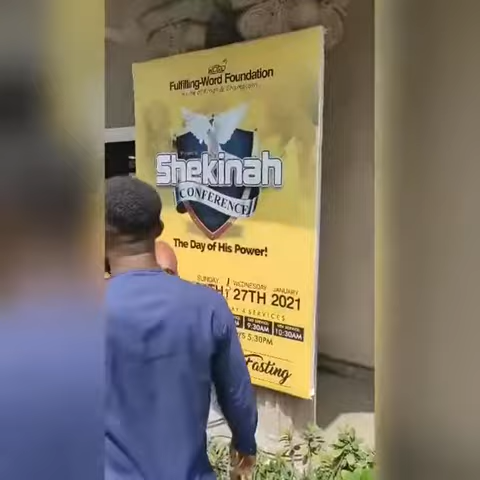 Fulfilling-Word Foundation
Shekinah
CONFERENCE
The Day of His Power!
SUNDAY WEDNESDAY JANUARY
27TH 2021
9:30AM 10:30AM
5:30PM
Fasting